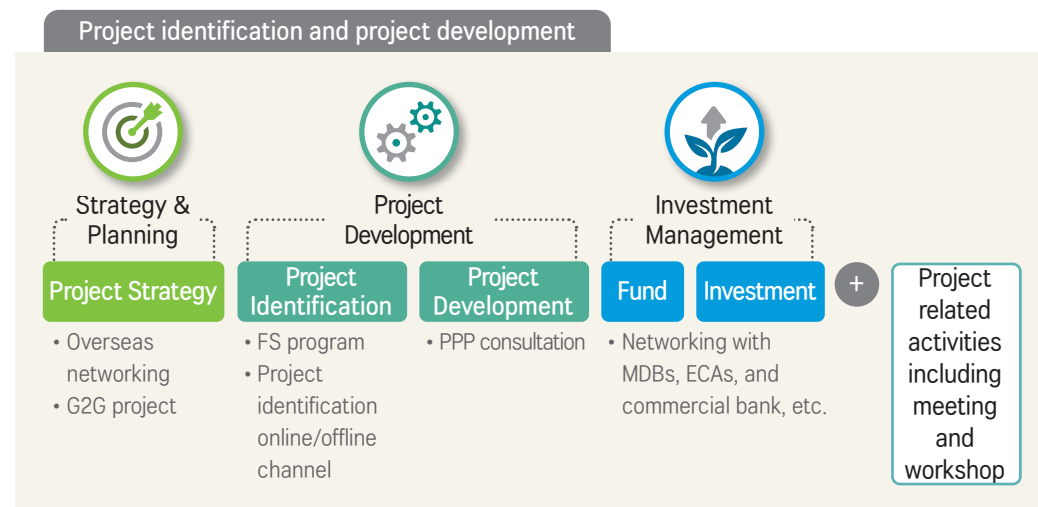 Project identification and project development
Strategy &
Planning
Project Strategy
• Overseas
networking
• G2G project
Project
Development
Project
Identification
• FS program
• Project
identification
online/offline
channel
Project
Development
• PPP consultation
Investment
Management
Fund
Investment
• Networking with
MDBs, ECAs, and
commercial bank, etc.
+
Project
related
activities
including
meeting
and
workshop